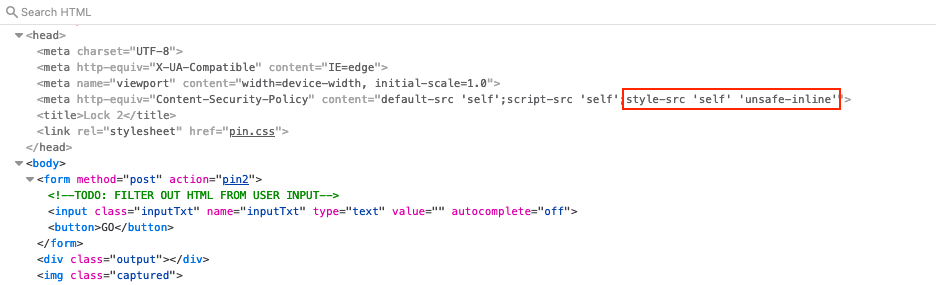 Search HTML
<head>
<meta charset="UTF-8">
<meta http-equiv="X-UA-Compatible" content="IE=edge">
<meta name="viewport" content="width=device-width, initial-scale=1.0">
<meta http-equiv="Content-Security-Policy" content="default-src 'self';script-src 'self';style-src 'self' 'unsafe-inline'">
<title>Lock 2</title>
<link rel="stylesheet" href="pin.css">
</head>
<body>
<form method="post" action="pin2">
<!--TODO: FILTER OUT HTML FROM USER INPUT-->
<input class="inputTxt" name="inputTxt" type="text" value="" autocomplete="off">
<button>GO</button>
</form>
<div class="output"></div>
<img class="captured">